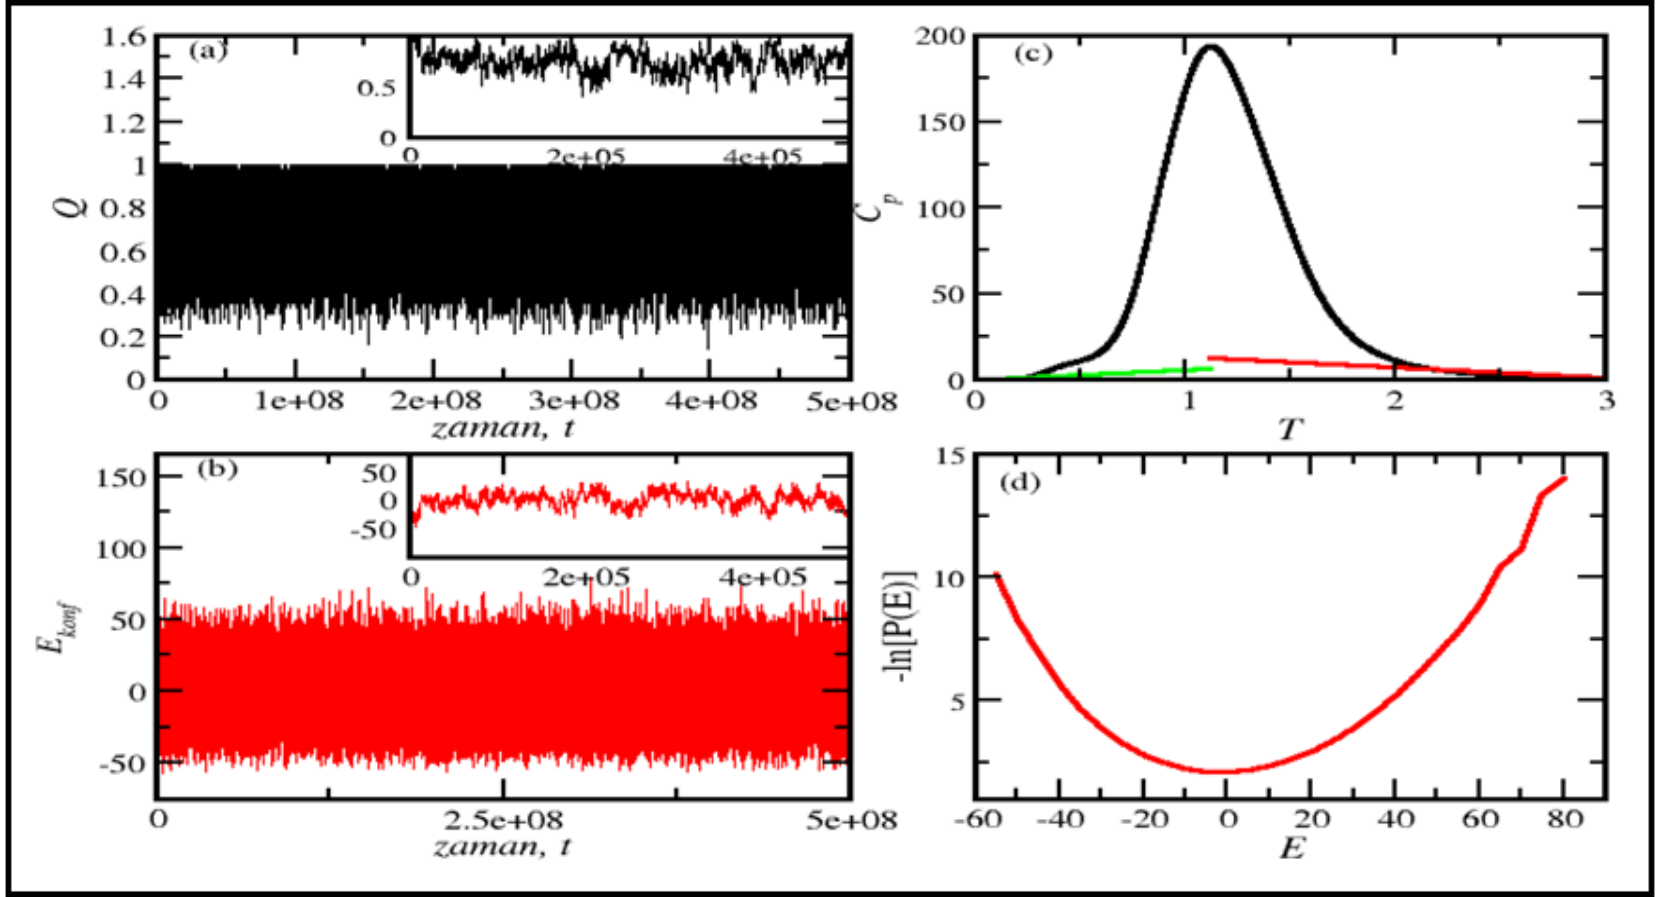 (a)
1.6
1.4
1.2
1
0.8
0.6
0.4
0.2
0
Q
0.5
0
0 2e+05 4e+05
0 1e+08 2e+08 3e+08 4e+08 5e+08
zaman, t
(c)
200
150
100
50
0
C_p
0 1 2 3
T
(b)
150
100
50
0
-50
E_konf
50
0
-50
0 2e+05 4e+05
0 2.5e+08 5e+08
zaman, t
(d)
15
10
5
-ln[P(E)]
-60 -40 -20 0 20 40 60 80
E